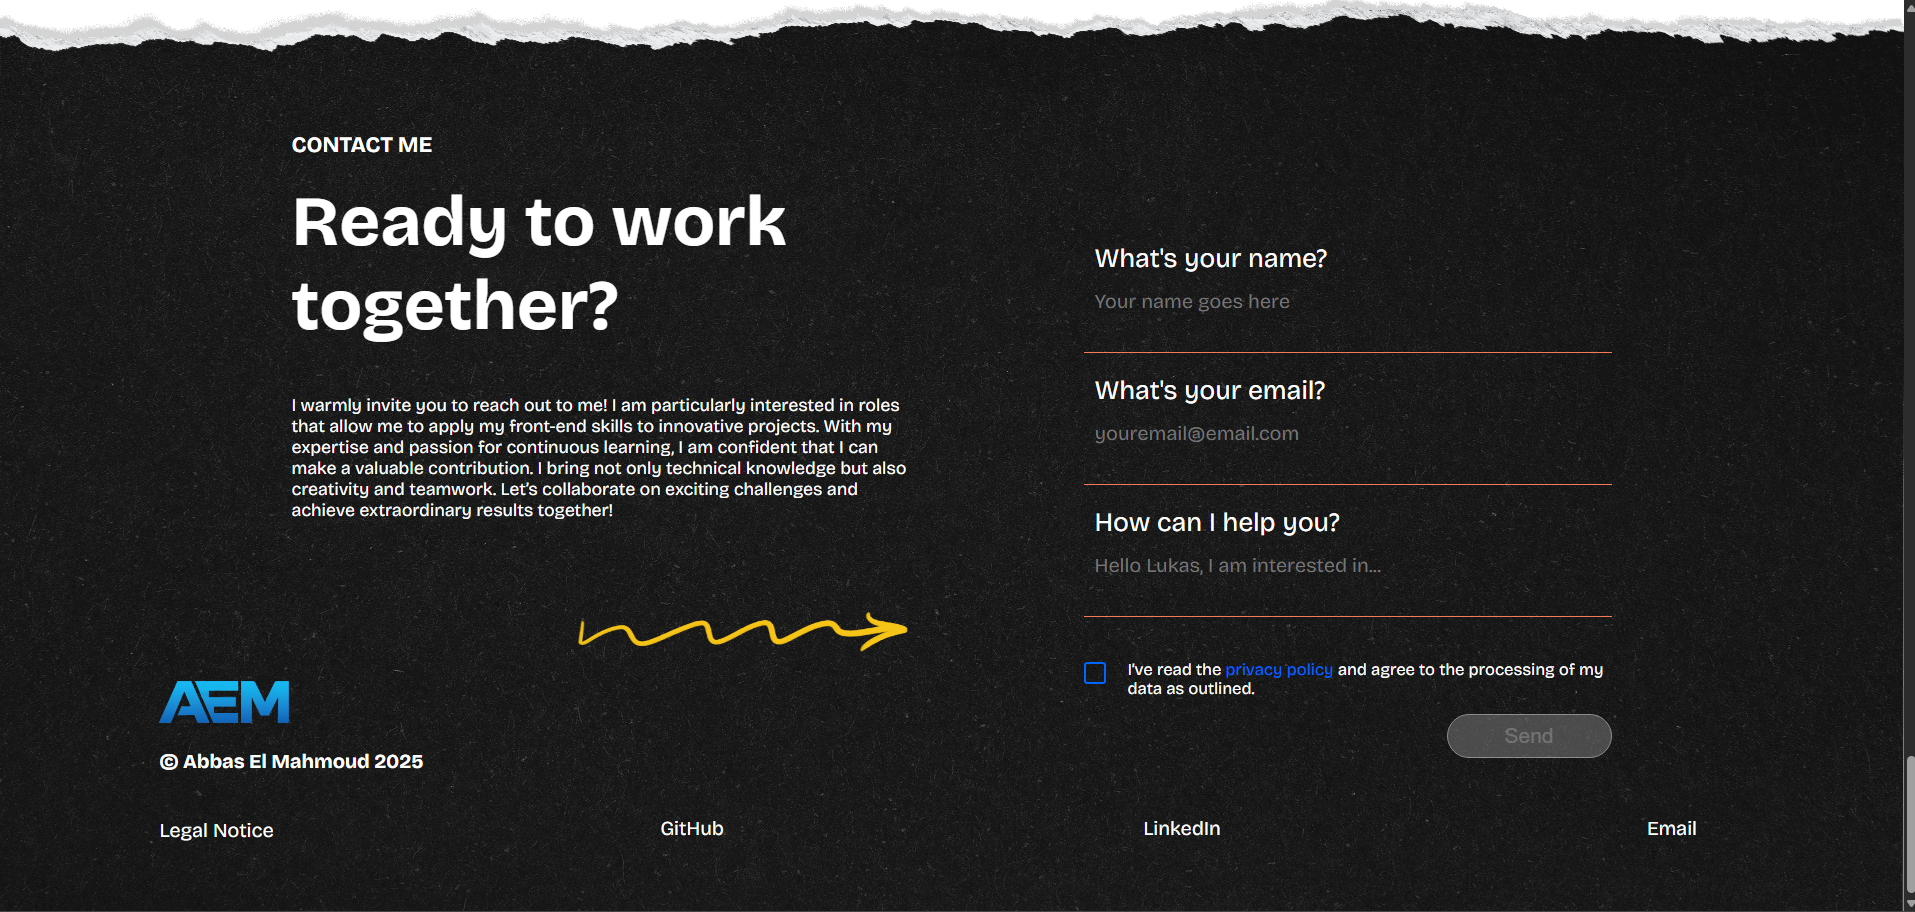 CONTACT ME
Ready to work
together?
I warmly invite you to reach out to me! I am particularly interested in roles
that allow me to apply my front-end skills to innovative projects. With my
expertise and passion for continuous learning, I am confident that I can
make a valuable contribution. I bring not only technical knowledge but also
creativity and teamwork. Let's collaborate on exciting challenges and
achieve extraordinary results together!
What's your name?
Your name goes here
What's your email?
youremail@email.com
How can I help you?
Hello Lukas, I am interested in...
I've read the privacy policy and agree to the processing of my
data as outlined.
Send
AEM
© Abbas El Mahmoud 2025
Legal Notice
GitHub
LinkedIn
Email